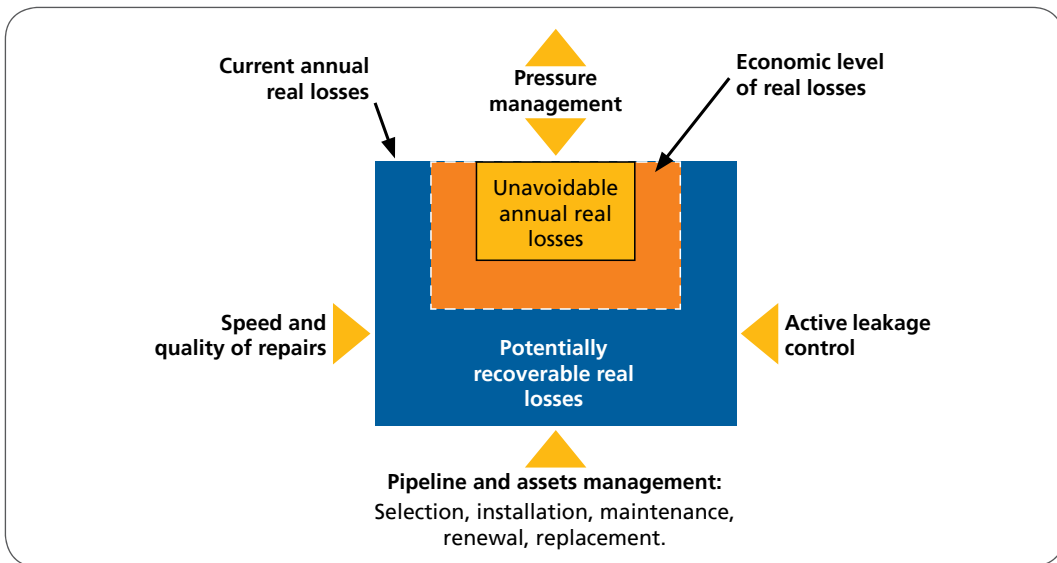 Current annual
real losses
Pressure
management
Economic level
of real losses
Unavoidable
annual real
losses
Speed and
quality of repairs
Active leakage
control
Potentially
recoverable real
losses
Pipeline and assets management:
Selection, installation, maintenance,
renewal, replacement.